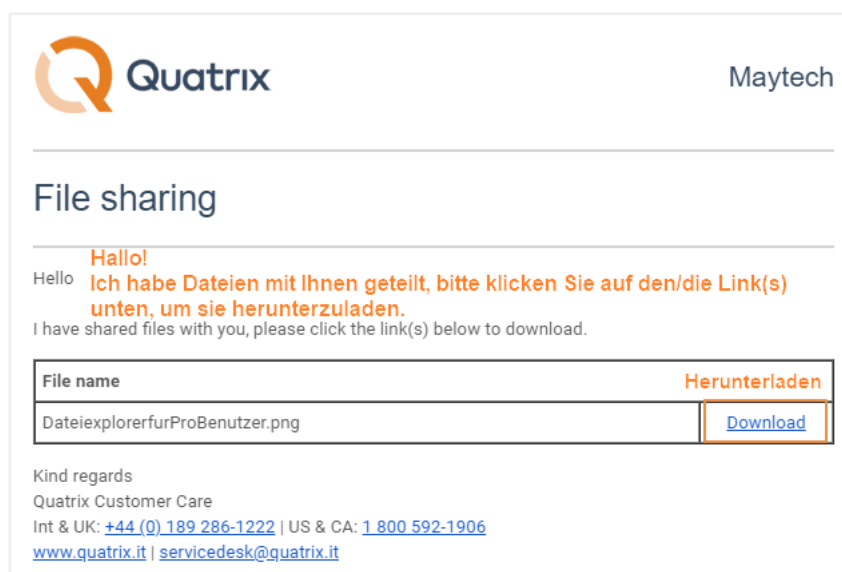 Quatrix
Maytech
File sharing
Hallo!
Hello
Ich habe Dateien mit Ihnen geteilt, bitte klicken Sie auf den/die Link(s)
unten, um sie herunterzuladen.
I have shared files with you, please click the link(s) below to download.
File name
Herunterladen
DateiexplorerfurProBenutzer.png
Download
Kind regards
Quatrix Customer Care
Int & UK: +44 (0) 189 286-1222 | US & CA: 1 800 592-1906
www.quatrix.it | servicedesk@quatrix.it